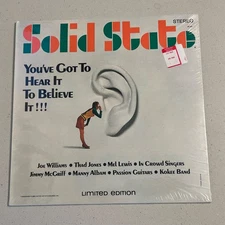 STEREO
Solid State
YOU'VE GOT TO
HEAR IT
TO BELIEVE
IT!!!
JOE WILLIAMS • THAD JONES • MEL LEWIS • IN CROWD SINGERS
JIMMY McGRIFF • MANNY ALBAM • PASSION GUITARS • KOKEE BAND
LIMITED EDITION